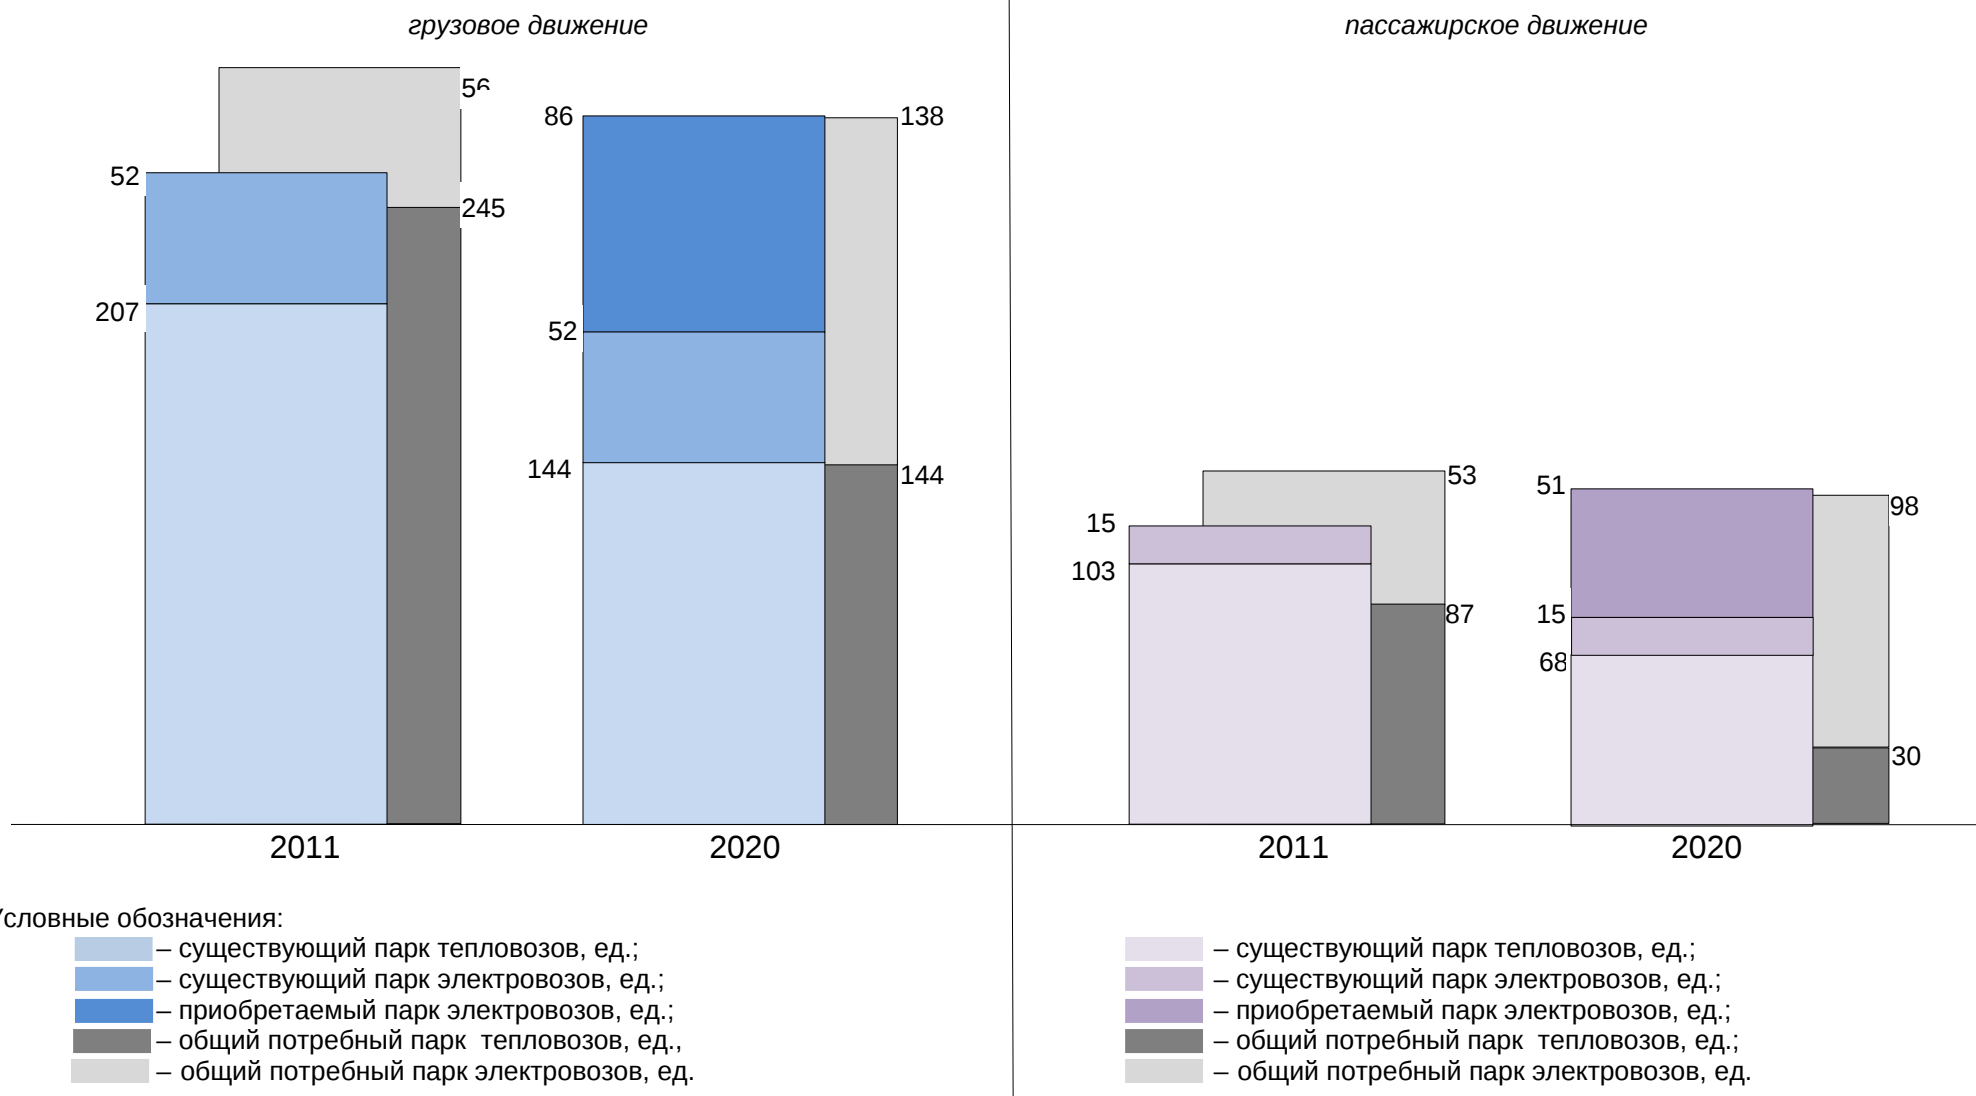 грузовое движение
пассажирское движение
56
52
245
207
86
138
52
144
144
53
15
103
87
51
98
15
68
30
2011
2020
2011
2020
Условные обозначения:
– существующий парк тепловозов, ед.;
– существующий парк электровозов, ед.;
– приобретаемый парк электровозов, ед.;
– общий потребный парк тепловозов, ед.,
– общий потребный парк электровозов, ед.
– существующий парк тепловозов, ед.;
– существующий парк электровозов, ед.;
– приобретаемый парк электровозов, ед.;
– общий потребный парк тепловозов, ед.;
– общий потребный парк электровозов, ед.